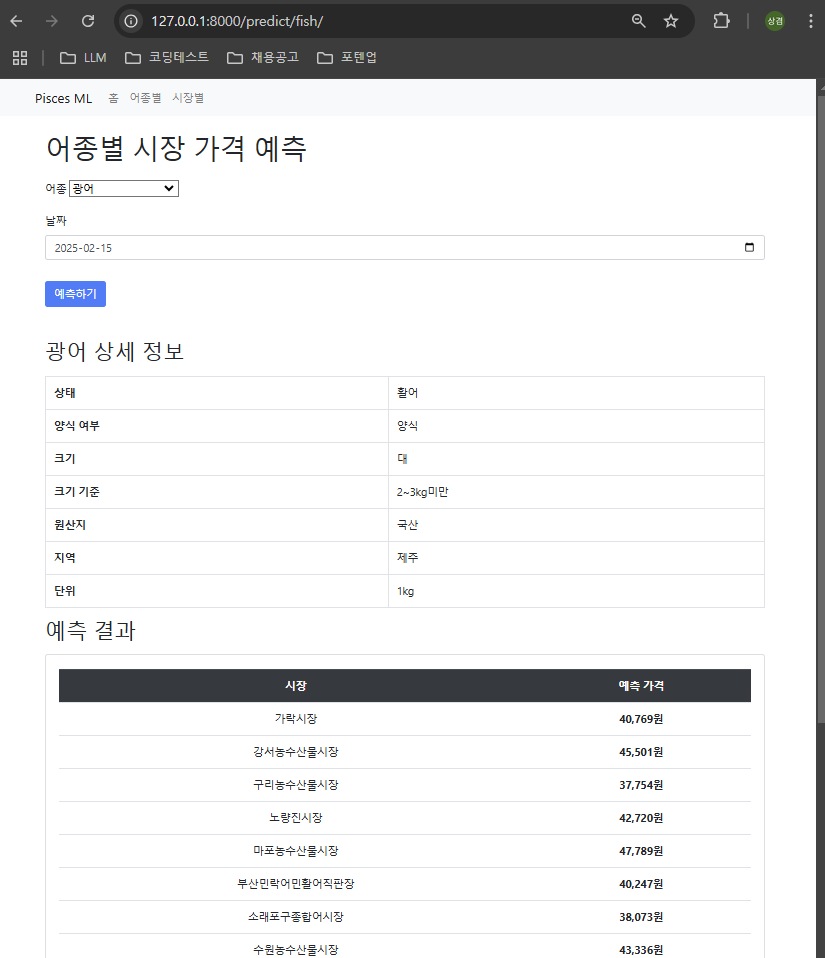 127.0.0.1:8000/predict/fish/
상겸
LLM 코딩테스트 채용공고 포텐업
Pisces ML 홈 어종별 시장별
어종별 시장 가격 예측
어종 광어
날짜
2025-02-15
예측하기
광어 상세 정보
상태 활어
양식 여부 양식
크기 대
크기 기준 2~3kg미만
원산지 국산
지역 제주
단위 1kg
예측 결과
시장 예측 가격
가락시장 40,769원
강서농수산물시장 45,501원
구리농수산물시장 37,754원
노량진시장 42,720원
마포농수산물시장 47,789원
부산민락어민활어직판장 40,247원
소래포구종합어시장 38,073원
수원농수산물시장 43,336원